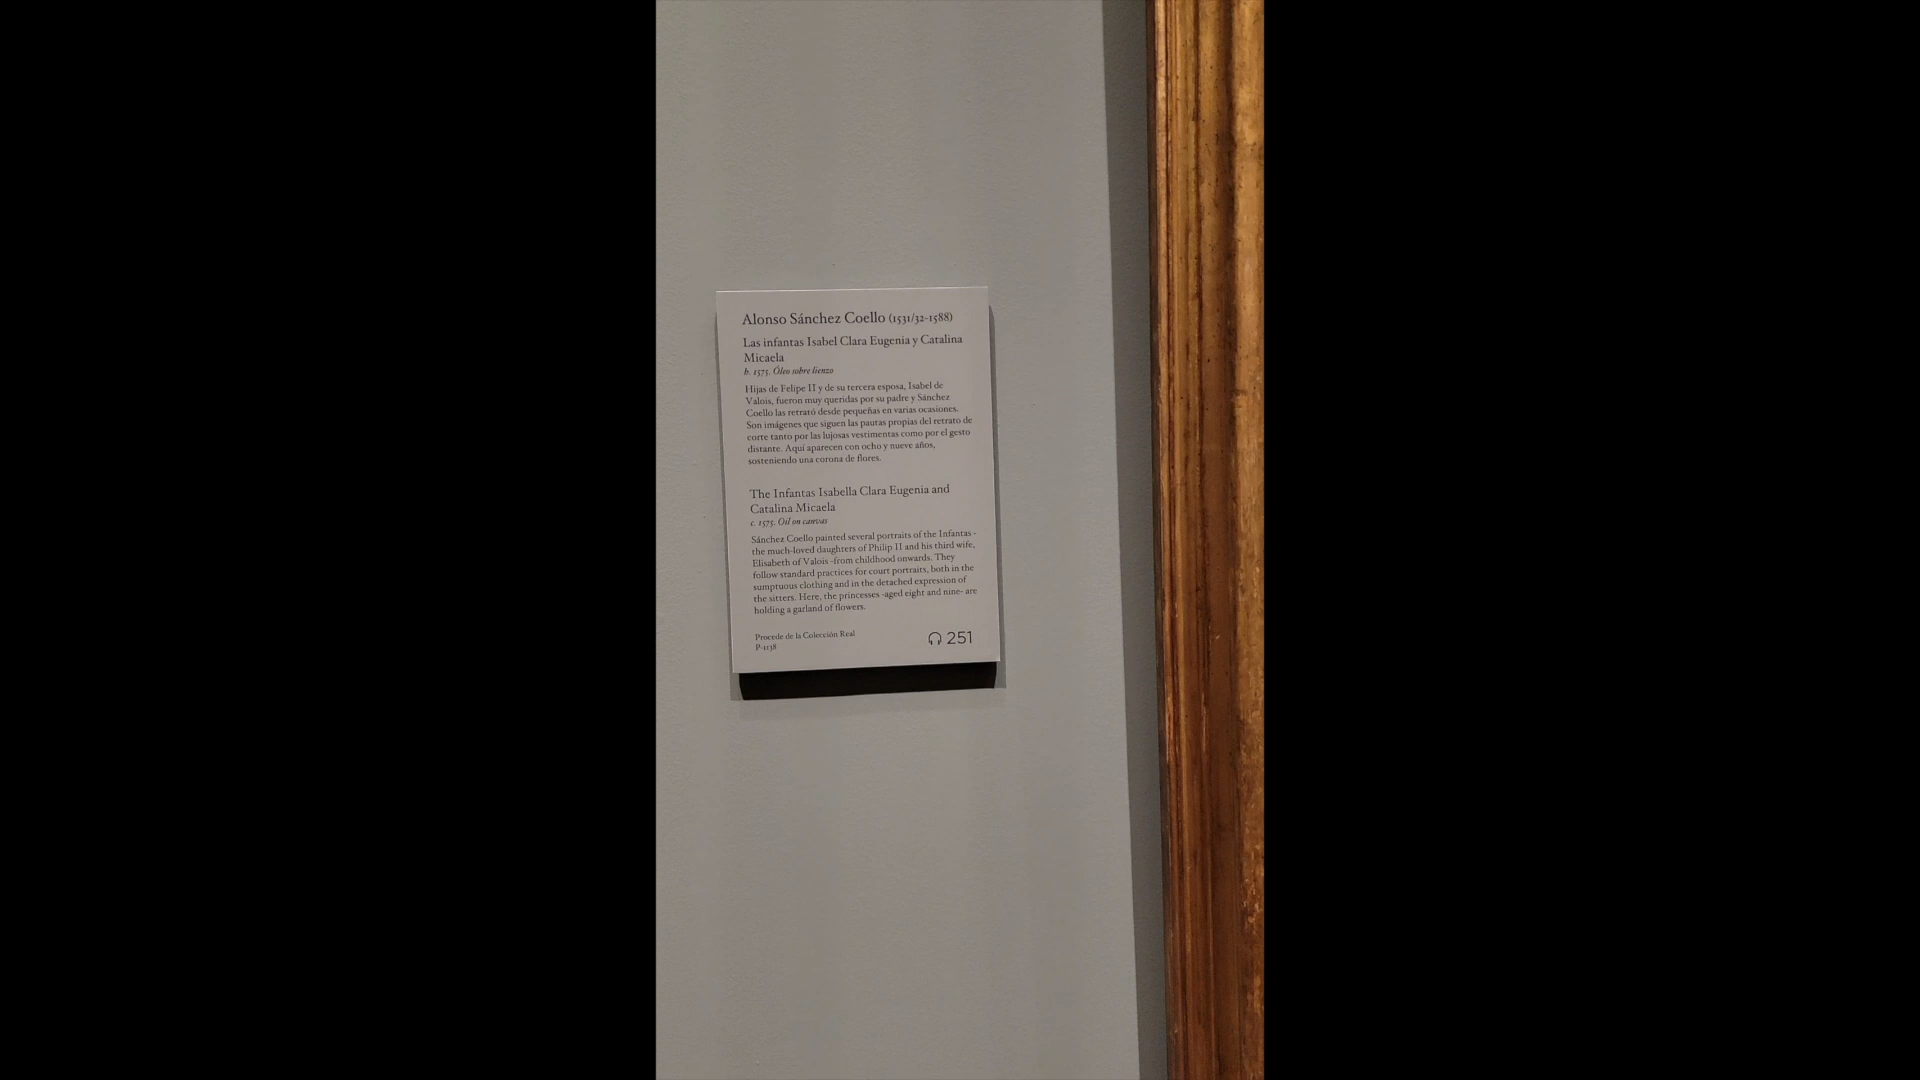 Alonso Sánchez Coello (1531/32-1588)
Las infantas Isabel Clara Eugenia y Catalina
Micaela
h. 1575. Óleo sobre lienzo
Hijas de Felipe II y de su tercera esposa, Isabel de
Valois, fueron muy queridas por su padre y Sánchez
Coello las retrató desde pequeñas en varias ocasiones.
Son imágenes que siguen las pautas propias del retrato de
corte tanto por las lujosas vestimentas como por el gesto
distante. Aquí aparecen con ocho y nueve años,
sosteniendo una corona de flores.
The Infantas Isabella Clara Eugenia and
Catalina Micaela
c. 1575. Oil on canvas
Sánchez Coello painted several portraits of the Infantas -
the much-loved daughters of Philip II and his third wife,
Elisabeth of Valois -from childhood onwards. They
follow standard practices for court portraits, both in the
sumptuous clothing and in the detached expression of
the sitters. Here, the princesses -aged eight and nine- are
holding a garland of flowers.
Procede de la Colección Real
P-1138
251